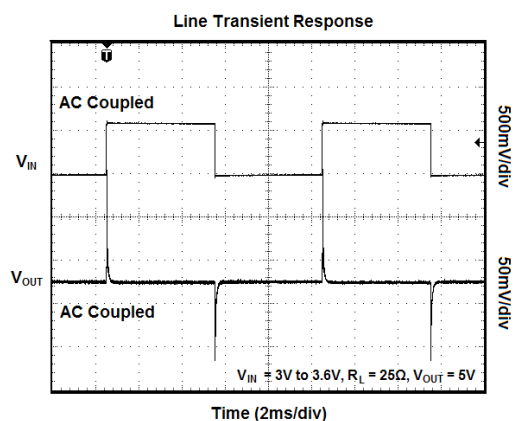 Line Transient Response
T
AC Coupled
500mV/div
VIN
VOUT
50mV/div
AC Coupled
VIN = 3V to 3.6V, RL = 25Ω, VOUT = 5V
Time (2ms/div)